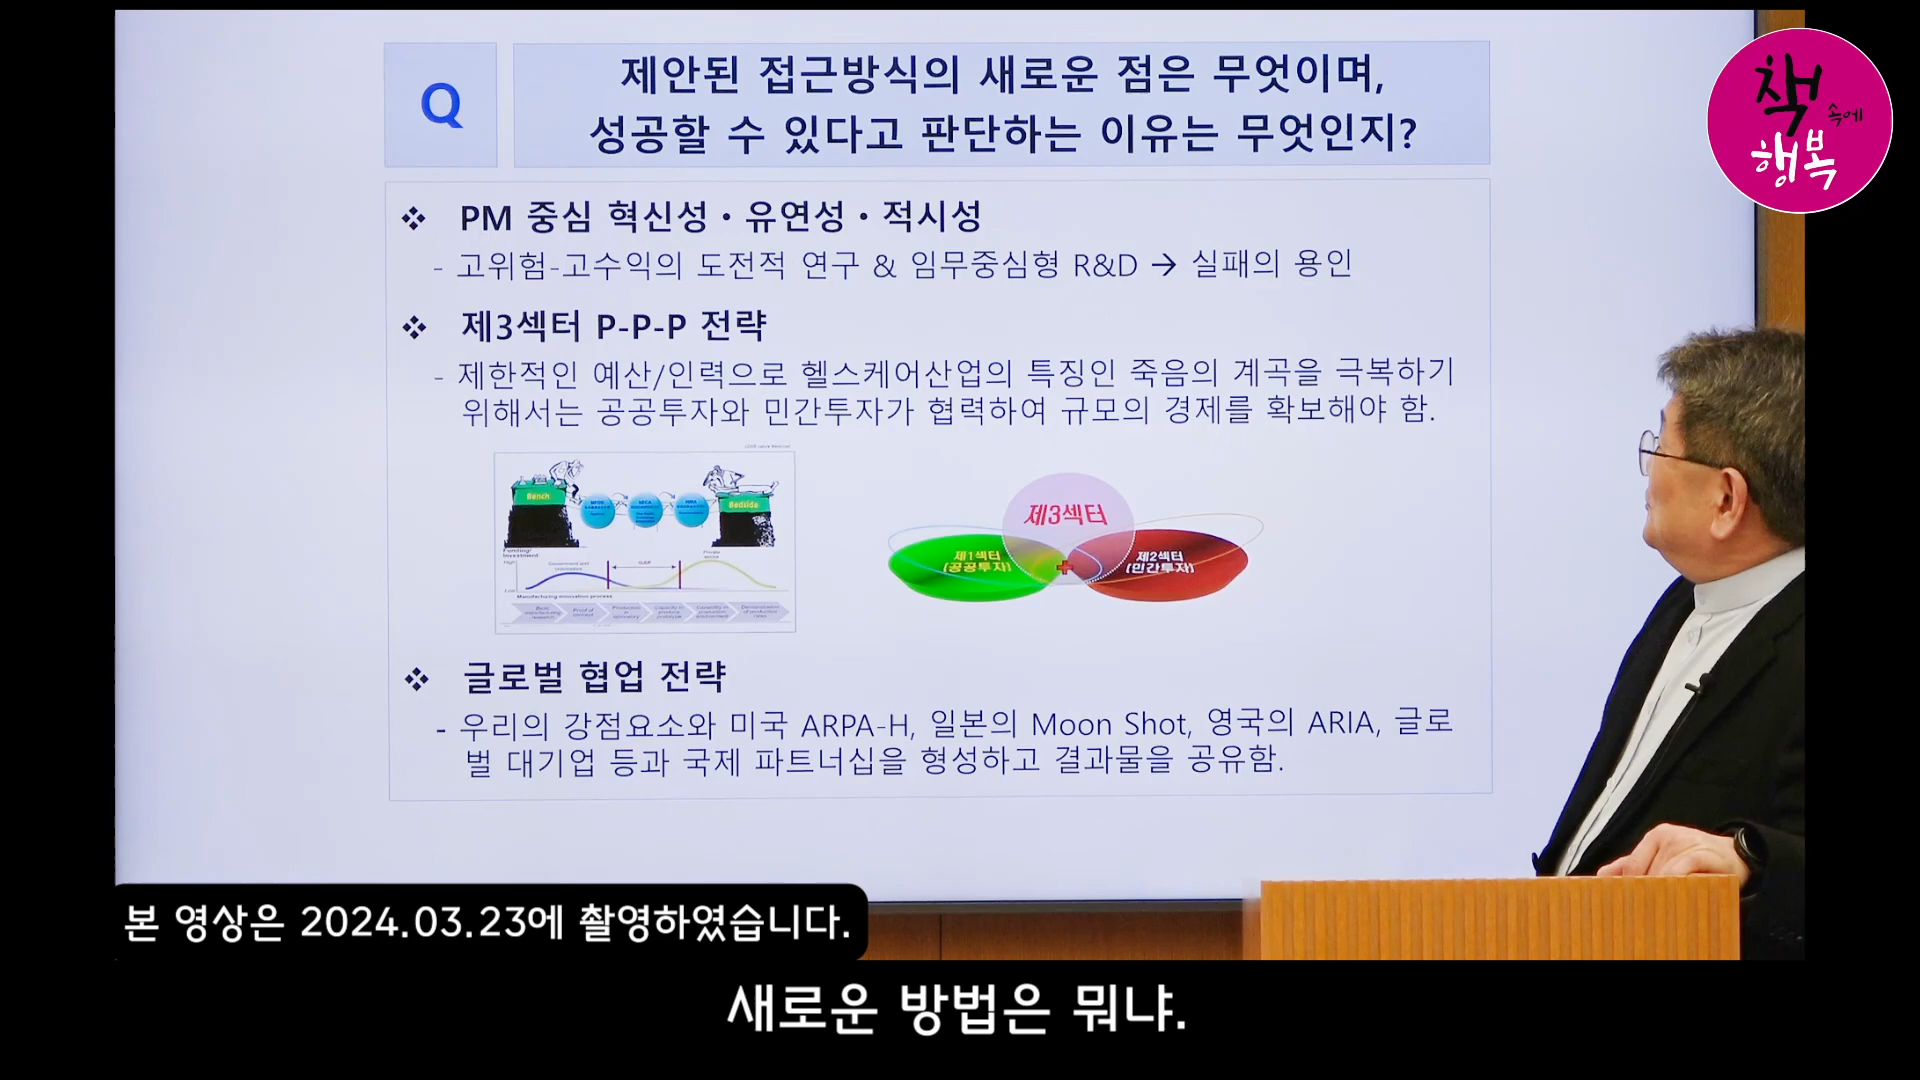 Q
제안된 접근방식의 새로운 점은 무엇이며,
성공할 수 있다고 판단하는 이유는 무엇인지?
책
속에
행복
❖ PM 중심 혁신성·유연성·적시성
- 고위험-고수익의 도전적 연구 & 임무중심형 R&D → 실패의 용인
❖ 제3섹터 P-P-P 전략
- 제한적인 예산/인력으로 헬스케어산업의 특징인 죽음의 계곡을 극복하기
위해서는 공공투자와 민간투자가 협력하여 규모의 경제를 확보해야 함.
Bench
Bedside
Funding/
Investment
High
Government and
Private
GAP
Low
Manufacturing innovation process
제3섹터
제1섹터
(공공투자)
제2섹터
(민간투자)
❖ 글로벌 협업 전략
- 우리의 강점요소와 미국 ARPA-H, 일본의 Moon Shot, 영국의 ARIA, 글로
벌 대기업 등과 국제 파트너십을 형성하고 결과물을 공유함.
본 영상은 2024.03.23에 촬영하였습니다.
새로운 방법은 뭐냐.